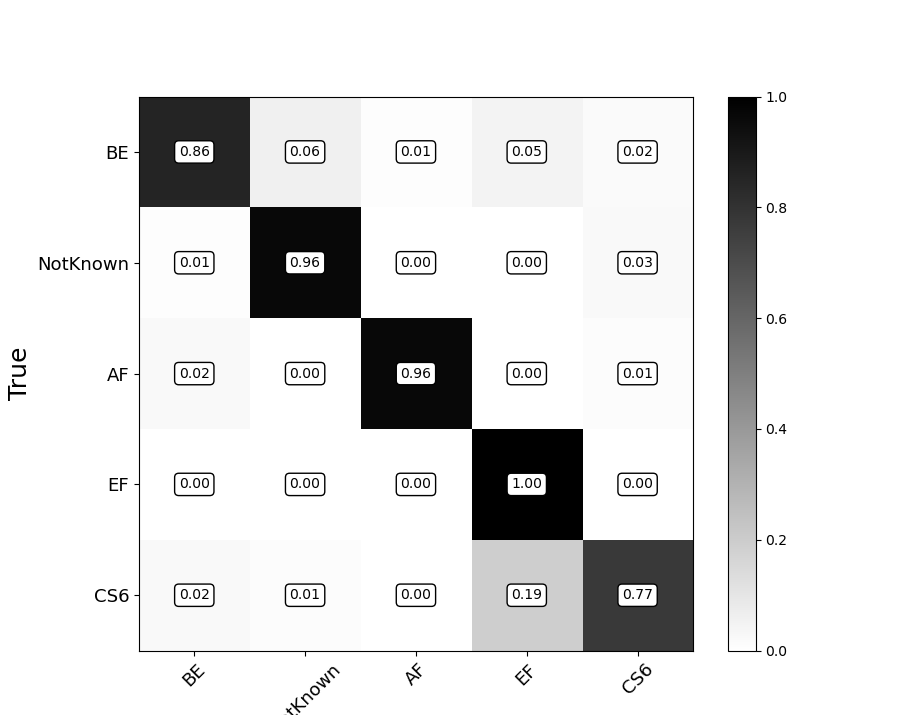 1.0
BE 0.86 0.06 0.01 0.05 0.02
0.8
NotKnown 0.01 0.96 0.00 0.00 0.03
0.6
True
AF 0.02 0.00 0.96 0.00 0.01
0.4
EF 0.00 0.00 0.00 1.00 0.00
0.2
CS6 0.02 0.01 0.00 0.19 0.77
0.0
BE tKnown AF EF CS6